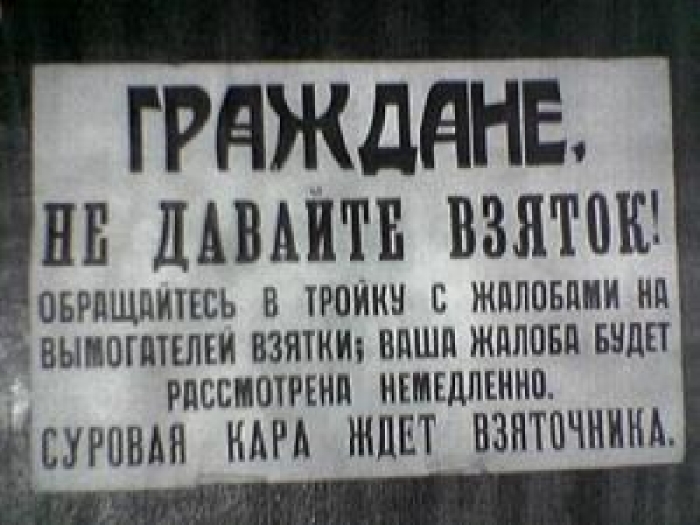 ГРАЖДАНЕ,
НЕ ДАВАЙТЕ ВЗЯТОК!
ОБРАЩАЙТЕСЬ В ТРОЙКУ С ЖАЛОБАМИ НА
ВЫМОГАТЕЛЕЙ ВЗЯТКИ; ВАША ЖАЛОБА БУДЕТ
РАССМОТРЕНА НЕМЕДЛЕННО.
СУРОВАЯ КАРА ЖДЕТ ВЗЯТОЧНИКА.